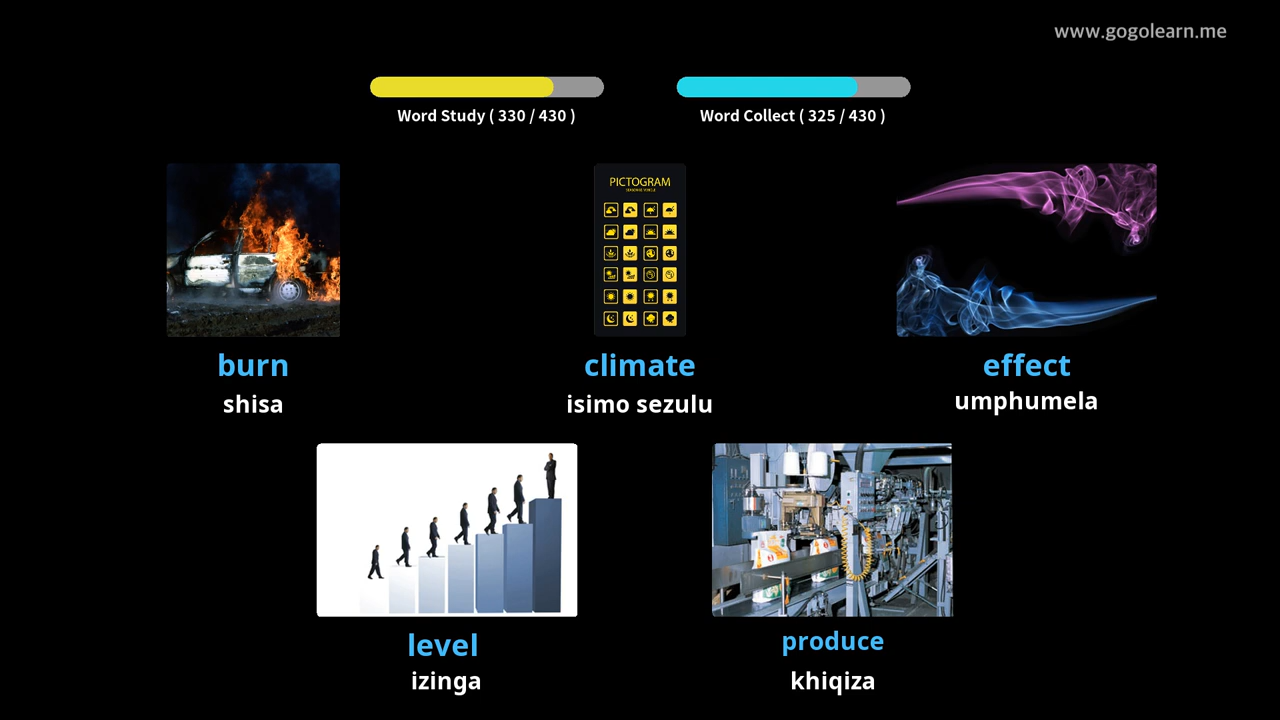 www.gogolearn.me
Word Study ( 330 / 430 )
Word Collect ( 325 / 430 )
PICTOGRAM
burn
shisa
climate
isimo sezulu
effect
umphumela
level
izinga
produce
khiqiza